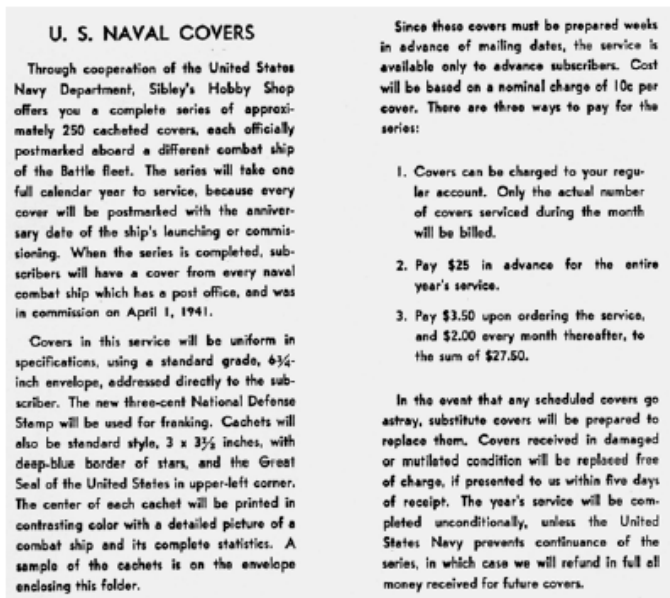 U. S. NAVAL COVERS
Through cooperation of the United States
Navy Department, Sibley's Hobby Shop
offers you a complete series of approxi-
mately 250 cacheted covers, each officially
postmarked aboard a different combat ship
of the Battle fleet. The series will take one
full calendar year to service, because every
cover will be postmarked with the anniver-
sary date of the ship's launching or commis-
sioning. When the series is completed, sub-
scribers will have a cover from every naval
combat ship which has a post office, and was
in commission on April 1, 1941.
Covers in this service will be uniform in
specifications, using a standard grade, 6¾-
inch envelope, addressed directly to the sub-
scriber. The new three-cent National Defense
Stamp will be used for franking. Cachets will
also be standard style, 3 x 3½ inches, with
deep-blue border of stars, and the Great
Seal of the United States in upper-left corner.
The center of each cachet will be printed in
contrasting color with a detailed picture of a
combat ship and its complete statistics. A
sample of the cachets is on the envelope
enclosing this folder.
Since these covers must be prepared weeks
in advance of mailing dates, the service is
available only to advance subscribers. Cost
will be based on a nominal charge of 10c per
cover. There are three ways to pay for the
series:
1. Covers can be charged to your regu-
lar account. Only the actual number
of covers serviced during the month
will be billed.
2. Pay $25 in advance for the entire
year's service.
3. Pay $3.50 upon ordering the service,
and $2.00 every month thereafter, to
the sum of $27.50.
In the event that any scheduled covers go
astray, substitute covers will be prepared to
replace them. Covers received in damaged
or mutilated condition will be replaced free
of charge, if presented to us within five days
of receipt. The year's service will be com-
pleted unconditionally, unless the United
States Navy prevents continuance of the
series, in which case we will refund in full all
money received for future covers.